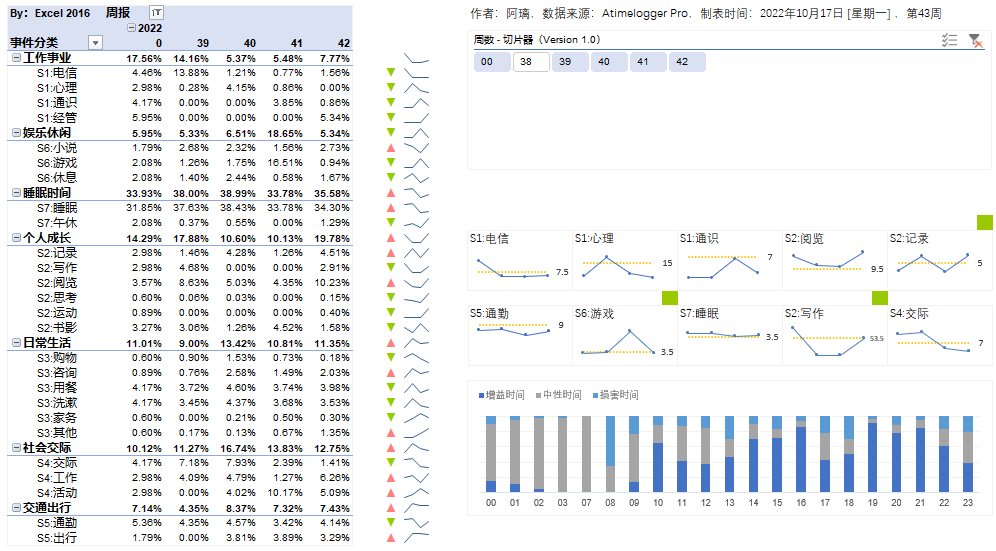 By：Excel 2016 周报
2022
事件分类 0 39 40 41 42
工作事业 17.56% 14.16% 5.37% 5.48% 7.77%
S1:电信 4.46% 13.88% 1.21% 0.77% 1.56%
S1:心理 2.98% 0.28% 4.15% 0.86% 0.00%
S1:通识 4.17% 0.00% 0.00% 3.85% 0.86%
S1:经管 5.95% 0.00% 0.00% 0.00% 5.34%
娱乐休闲 5.95% 5.33% 6.51% 18.65% 5.34%
S6:小说 1.79% 2.68% 2.32% 1.56% 2.73%
S6:游戏 2.08% 1.26% 1.75% 16.51% 0.94%
S6:休息 2.08% 1.40% 2.44% 0.58% 1.67%
睡眠时间 33.93% 38.00% 38.99% 33.78% 35.58%
S7:睡眠 31.85% 37.63% 38.43% 33.78% 34.30%
S7:午休 2.08% 0.37% 0.55% 0.00% 1.29%
个人成长 14.29% 17.88% 10.60% 10.13% 19.78%
S2:记录 2.98% 1.46% 4.28% 1.26% 4.51%
S2:写作 2.98% 4.68% 0.00% 0.00% 2.91%
S2:阅览 3.57% 8.63% 5.03% 4.35% 10.23%
S2:思考 0.60% 0.06% 0.03% 0.00% 0.15%
S2:运动 0.89% 0.00% 0.00% 0.00% 0.40%
S2:书影 3.27% 3.06% 1.26% 4.52% 1.58%
日常生活 11.01% 9.00% 13.42% 10.81% 11.35%
S3:购物 0.60% 0.90% 1.53% 0.73% 0.18%
S3:咨询 0.89% 0.76% 2.58% 1.49% 2.03%
S3:用餐 4.17% 3.72% 4.60% 3.74% 3.98%
S3:洗漱 4.17% 3.45% 4.37% 3.68% 3.53%
S3:家务 0.60% 0.00% 0.21% 0.50% 0.30%
S3:其他 0.60% 0.17% 0.13% 0.67% 1.35%
社会交际 10.12% 11.27% 16.74% 13.83% 12.75%
S4:交际 4.17% 7.18% 7.93% 2.39% 1.41%
S4:工作 2.98% 4.09% 4.79% 1.27% 6.26%
S4:活动 2.98% 0.00% 4.02% 10.17% 5.09%
交通出行 7.14% 4.35% 8.37% 7.32% 7.43%
S5:通勤 5.36% 4.35% 4.57% 3.42% 4.14%
S5:出行 1.79% 0.00% 3.81% 3.89% 3.29%
作者：阿璃，数据来源：Atimelogger Pro，制表时间：2022年10月17日 [星期一] ，第43周
周数 - 切片器（Version 1.0）
00 38 39 40 41 42
S1:电信 S1:心理 S1:通识 S2:阅览 S2:记录
7.5 15 7 9.5 5
S5:通勤 S6:游戏 S7:睡眠 S2:写作 S4:交际
9 3.5 3.5 53.5 7
增益时间 中性时间 损害时间
00 01 02 03 07 08 09 10 11 12 13 14 15 16 17 18 19 20 21 22 23